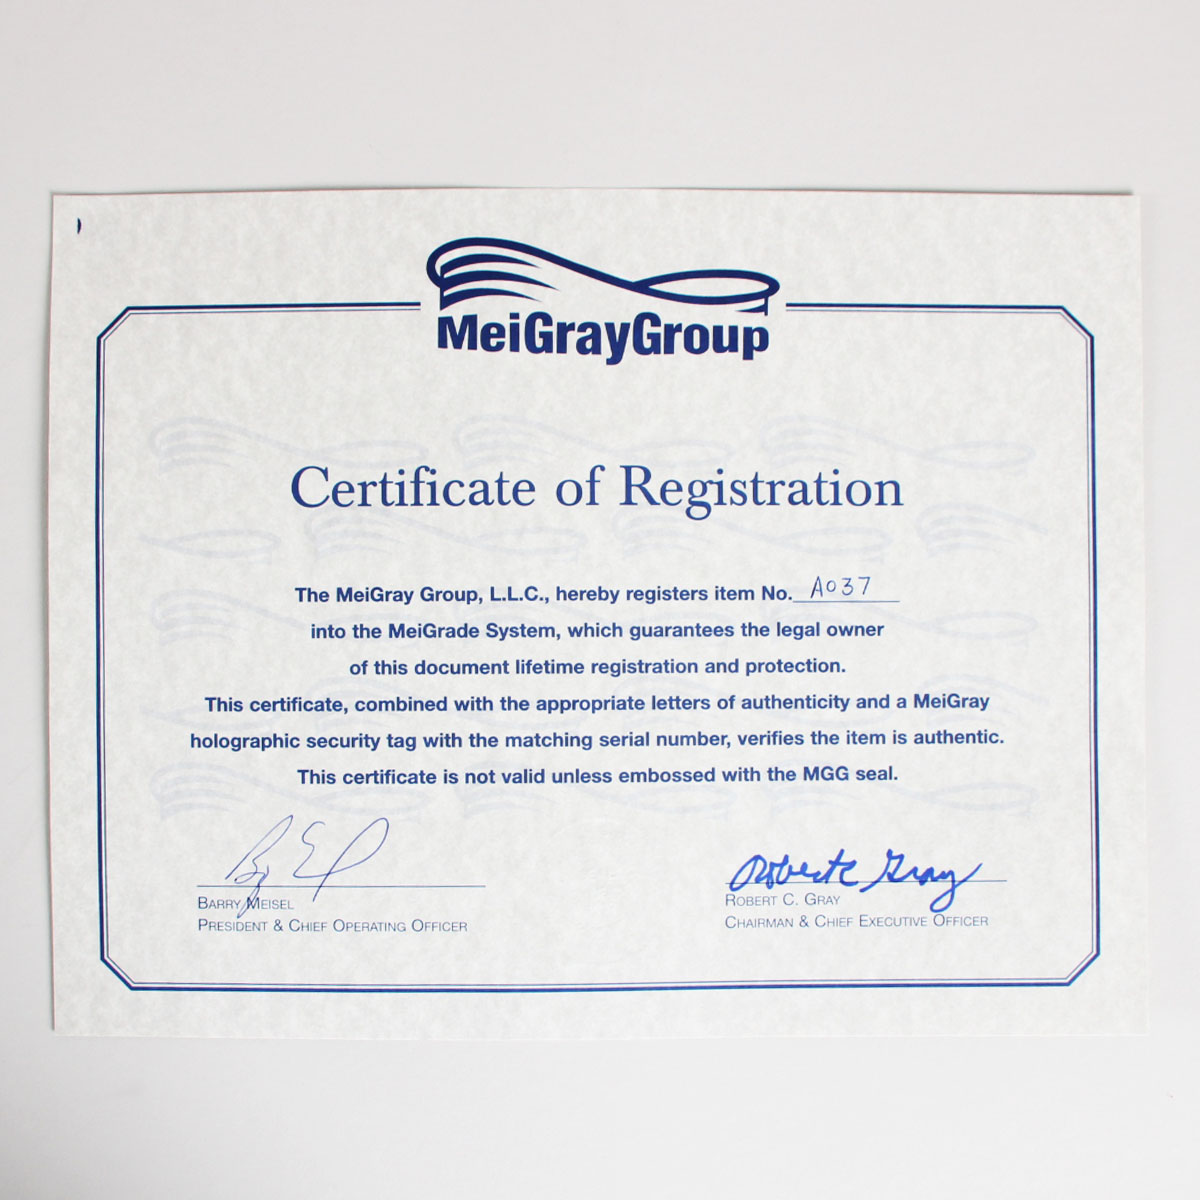 MeiGrayGroup
Certificate of Registration
The MeiGray Group, L.L.C., hereby registers item No. A037
into the MeiGrade System, which guarantees the legal owner
of this document lifetime registration and protection.
This certificate, combined with the appropriate letters of authenticity and a MeiGray
holographic security tag with the matching serial number, verifies the item is authentic.
This certificate is not valid unless embossed with the MGG seal.
Robert C Gray
BARRY MEISEL
PRESIDENT & CHIEF OPERATING OFFICER
ROBERT C. GRAY
CHAIRMAN & CHIEF EXECUTIVE OFFICER